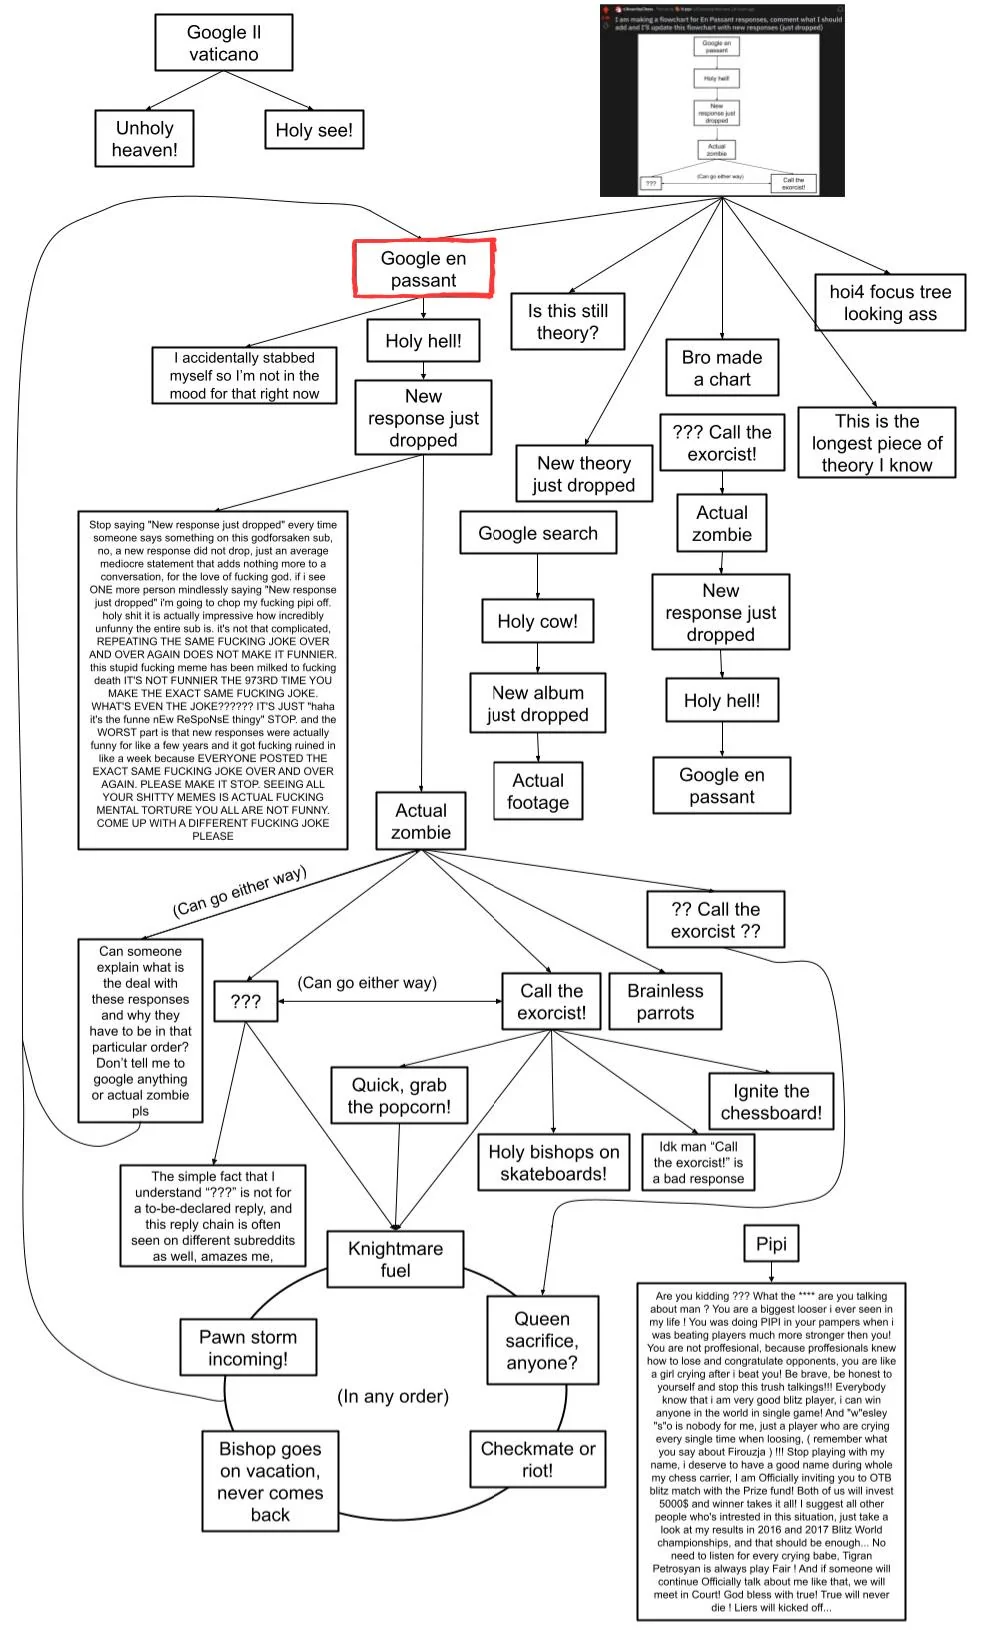 Google Il
vaticano
Unholy
heaven!
Holy see!
I am making a flowchart for En Passant responses, comment what I should
add and I'll update this flowchart with new responses (just dropped)
Google en
passant
Holy hell!
New
response just
dropped
Actual
zombie
(Can go either way)
???
Call the
exorcist!
Google en
passant
Is this still
theory?
hoi4 focus tree
looking ass
Holy hell!
I accidentally stabbed
myself so I'm not in the
mood for that right now
Bro made
a chart
New
response just
dropped
This is the
longest piece of
theory I know
??? Call the
exorcist!
New theory
just dropped
Actual
zombie
New
response just
dropped
Holy hell!
Google en
passant
Google search
Holy cow!
New album
just dropped
Actual
footage
Stop saying "New response just dropped" every time
someone says something on this godforsaken sub,
no, a new response did not drop, just an average
mediocre statement that adds nothing more to a
conversation, for the love of fucking god. if i see
ONE more person mindlessly saying "New response
just dropped" i'm going to chop my fucking pipi off.
holy shit it is actually impressive how incredibly
unfunny the entire sub is. it's not that complicated,
REPEATING THE SAME FUCKING JOKE OVER
AND OVER AGAIN DOES NOT MAKE IT FUNNIER.
this stupid fucking meme has been milked to fucking
death IT'S NOT FUNNIER THE 973RD TIME YOU
MAKE THE EXACT SAME FUCKING JOKE.
WHAT'S EVEN THE JOKE?????? IT'S JUST "haha
it's the funne nEw ReSpoNsE thingy" STOP. and the
WORST part is that new responses were actually
funny for like a few years and it got fucking ruined in
like a week because EVERYONE POSTED THE
EXACT SAME FUCKING JOKE OVER AND OVER
AGAIN. PLEASE MAKE IT STOP. SEEING ALL
YOUR SHITTY MEMES IS ACTUAL FUCKING
MENTAL TORTURE YOU ALL ARE NOT FUNNY.
COME UP WITH A DIFFERENT FUCKING JOKE
PLEASE
Actual
zombie
(Can go either way)
?? Call the
exorcist ??
Can someone
explain what is
the deal with
these responses
and why they
have to be in that
particular order?
Don't tell me to
google anything
or actual zombie
pls
???
(Can go either way)
Call the
exorcist!
Brainless
parrots
Quick, grab
the popcorn!
Ignite the
chessboard!
Holy bishops on
skateboards!
Idk man “Call
the exorcist!” is
a bad response
The simple fact that I
understand “???” is not for
a to-be-declared reply, and
this reply chain is often
seen on different subreddits
as well, amazes me,
Knightmare
fuel
Pawn storm
incoming!
Queen
sacrifice,
anyone?
(In any order)
Bishop goes
on vacation,
never comes
back
Checkmate or
riot!
Pipi
Are you kidding ??? What the **** are you talking
about man ? You are a biggest looser i ever seen in
my life ! You was doing PIPI in your pampers when i
was beating players much more stronger then you!
You are not proffesional, because proffesionals knew
how to lose and congratulate opponents, you are like
a girl crying after i beat you! Be brave, be honest to
yourself and stop this trush talkings!!! Everybody
know that i am very good blitz player, i can win
anyone in the world in single game! And "w"esley
"s"o is nobody for me, just a player who are crying
every single time when loosing, ( remember what
you say about Firouzja ) !!! Stop playing with my
name, i deserve to have a good name during whole
my chess carrier, I am Officially inviting you to OTB
blitz match with the Prize fund! Both of us will invest
5000$ and winner takes it all! I suggest all other
people who's intrested in this situation, just take a
look at my results in 2016 and 2017 Blitz World
championships, and that should be enough... No
need to listen for every crying babe, Tigran
Petrosyan is always play Fair ! And if someone will
continue Officially talk about me like that, we will
meet in Court! God bless with true! True will never
die ! Liers will kicked off...